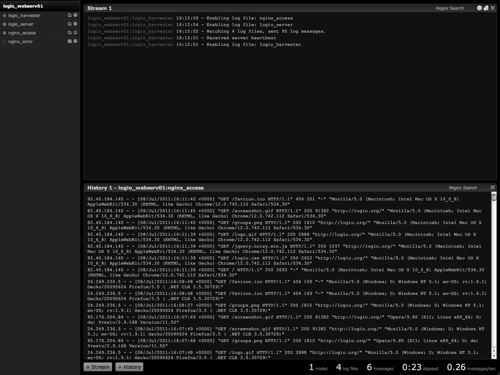 logio_webserv01
logio_harvester
logio_server
nginx_access
nginx_error
Stream 1
Regex Search
logio_webserv01:logio_harvester 16:12:04 - Enabling log file: nginx_access
logio_webserv01:logio_harvester 16:12:04 - Enabling log file: logio_server
logio_webserv01:logio_harvester 16:12:02 - Watching 4 log files, sent 95 log messages.
logio_webserv01:logio_harvester 16:12:01 - Received server heartbeat
logio_webserv01:logio_harvester 16:12:01 - Enabling log file: logio_harvester
History 1 - logio_webserv01:nginx_access
Regex Search
82.40.184.140 - - [08/Jul/2011:16:11:40 +0000] "GET /favicon.ico HTTP/1.1" 404 201 "-" "Mozilla/5.0 (Macintosh; Intel Mac OS X 10_6_8)
AppleWebKit/534.30 (KHTML, like Gecko) Chrome/12.0.742.112 Safari/534.30"
82.40.184.140 - - [08/Jul/2011:16:11:40 +0000] "GET /screenshot.gif HTTP/1.1" 200 91382 "http://logio.org/" "Mozilla/5.0 (Macintosh; Intel Mac
OS X 10_6_8) AppleWebKit/534.30 (KHTML, like Gecko) Chrome/12.0.742.112 Safari/534.30"
82.40.184.140 - - [08/Jul/2011:16:11:39 +0000] "GET /groups.png HTTP/1.1" 200 1810 "http://logio.org/" "Mozilla/5.0 (Macintosh; Intel Mac OS X
10_6_8) AppleWebKit/534.30 (KHTML, like Gecko) Chrome/12.0.742.112 Safari/534.30"
82.40.184.140 - - [08/Jul/2011:16:11:39 +0000] "GET /logo.gif HTTP/1.1" 200 2888 "http://logio.org/" "Mozilla/5.0 (Macintosh; Intel Mac OS X
10_6_8) AppleWebKit/534.30 (KHTML, like Gecko) Chrome/12.0.742.112 Safari/534.30"
82.40.184.140 - - [08/Jul/2011:16:11:39 +0000] "GET /jquery.noisy.min.js HTTP/1.1" 200 1037 "http://logio.org/" "Mozilla/5.0 (Macintosh; Intel
Mac OS X 10_6_8) AppleWebKit/534.30 (KHTML, like Gecko) Chrome/12.0.742.112 Safari/534.30"
82.40.184.140 - - [08/Jul/2011:16:11:39 +0000] "GET /logio.css HTTP/1.1" 200 2622 "http://logio.org/" "Mozilla/5.0 (Macintosh; Intel Mac OS X
10_6_8) AppleWebKit/534.30 (KHTML, like Gecko) Chrome/12.0.742.112 Safari/534.30"
82.40.184.140 - - [08/Jul/2011:16:11:39 +0000] "GET / HTTP/1.1" 200 3693 "-" "Mozilla/5.0 (Macintosh; Intel Mac OS X 10_6_8)
AppleWebKit/534.30 (KHTML, like Gecko) Chrome/12.0.742.112 Safari/534.30"
24.249.236.5 - - [08/Jul/2011:16:08:48 +0000] "GET /favicon.ico HTTP/1.1" 404 169 "-" "Mozilla/5.0 (Windows; U; Windows NT 5.1; en-US; rv:1.9.1)
Gecko/20090624 Firefox/3.5 ( .NET CLR 3.5.30729)"
24.249.236.5 - - [08/Jul/2011:16:08:28 +0000] "GET /favicon.ico HTTP/1.1" 404 169 "-" "Mozilla/5.0 (Windows; U; Windows NT 5.1; en-US; rv:1.9.1)
Gecko/20090624 Firefox/3.5 ( .NET CLR 3.5.30729)"
24.249.236.5 - - [08/Jul/2011:16:08:27 +0000] "GET /groups.png HTTP/1.1" 200 1810 "http://logio.org/" "Mozilla/5.0 (Windows; U; Windows NT 5.1;
en-US; rv:1.9.1) Gecko/20090624 Firefox/3.5 ( .NET CLR 3.5.30729)"
85.176.204.84 - - [08/Jul/2011:16:07:49 +0000] "GET /screenshot.gif HTTP/1.1" 200 91382 "http://logio.org/" "Opera/9.80 (X11; Linux x86_64; U;
de) Presto/2.9.168 Version/11.50"
24.249.236.5 - - [08/Jul/2011:16:07:48 +0000] "GET /screenshot.gif HTTP/1.1" 200 91382 "http://logio.org/" "Mozilla/5.0 (Windows; U; Windows NT
5.1; en-US; rv:1.9.1) Gecko/20090624 Firefox/3.5 ( .NET CLR 3.5.30729)"
85.176.204.84 - - [08/Jul/2011:16:07:48 +0000] "GET /groups.png HTTP/1.1" 200 1810 "http://logio.org/" "Opera/9.80 (X11; Linux x86_64; U; de)
Presto/2.9.168 Version/11.50"
24.249.236.5 - - [08/Jul/2011:16:07:47 +0000] "GET /logo.gif HTTP/1.1" 200 2888 "http://logio.org/" "Mozilla/5.0 (Windows; U; Windows NT 5.1;
+ Stream + History 1 nodes 4 log files 6 messages 0:23 elapsed 0.26 messages/sec